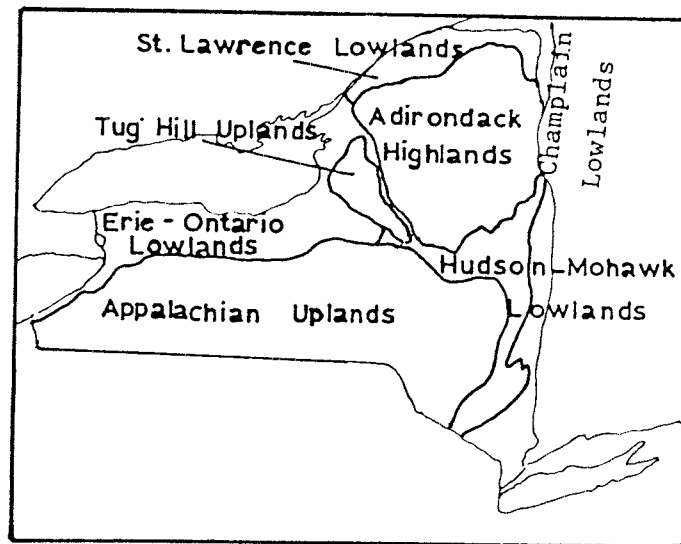 St. Lawrence Lowlands
Champlain
Lowlands
Tug Hill Uplands
Adirondack
Highlands
Erie - Ontario
Lowlands
Hudson-Mohawk
Lowlands
Appalachian Uplands